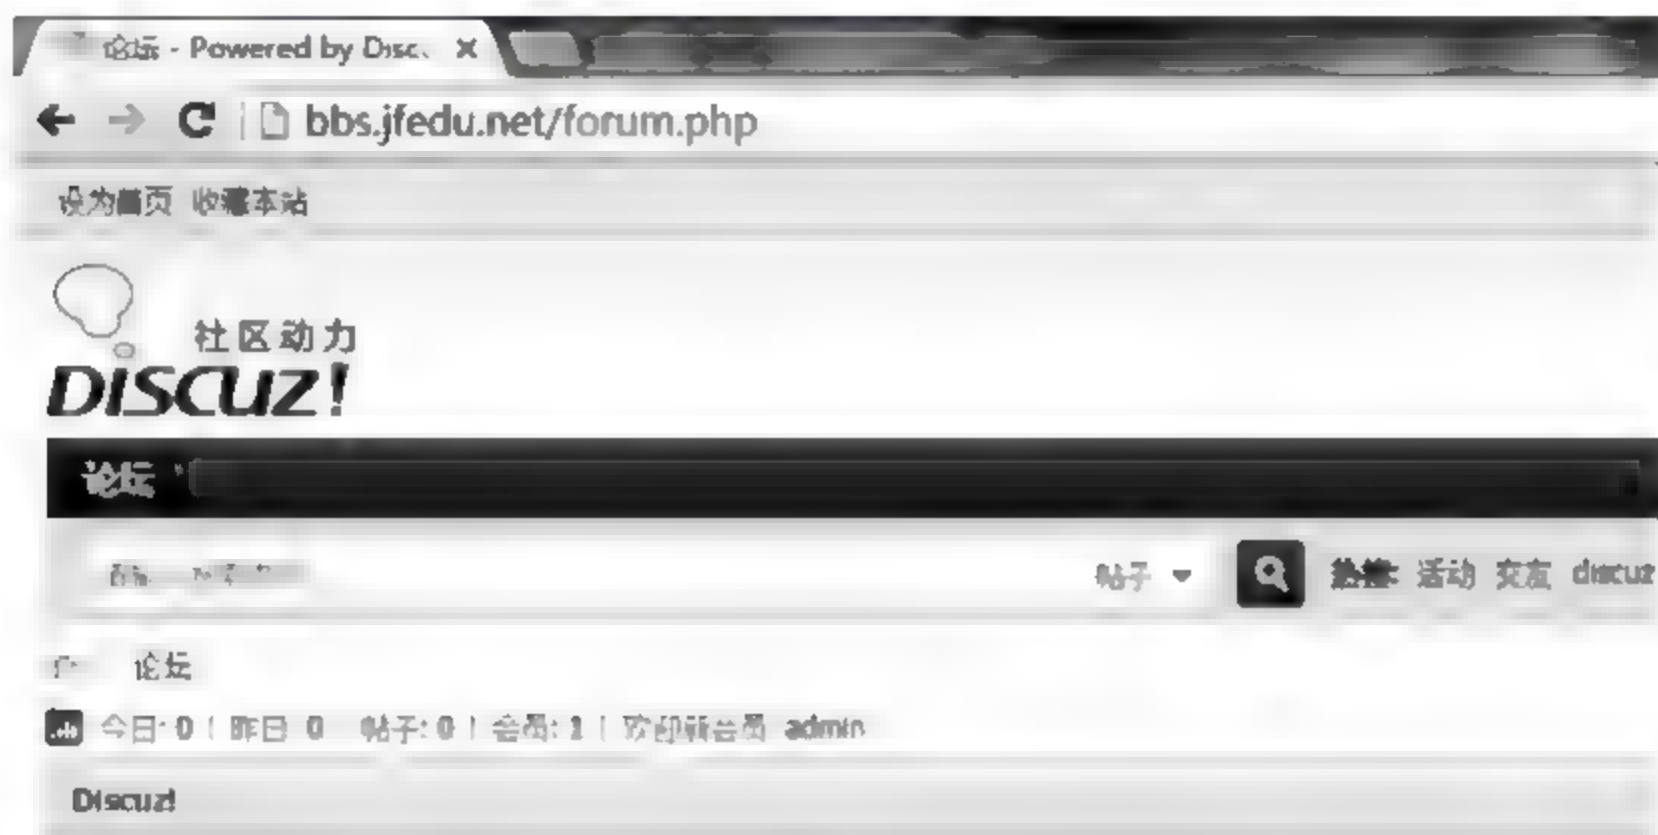 论坛 - Powered by Disc
bbs.jfedu.net/forum.php
设为首页 收藏本站
社区动力
DISCUZ!
论坛
帖子 热搜: 活动 交友 discuz
论坛
今日: 0 | 昨日: 0 帖子: 0 | 会员: 1 | 欢迎新会员: admin
Discuz!